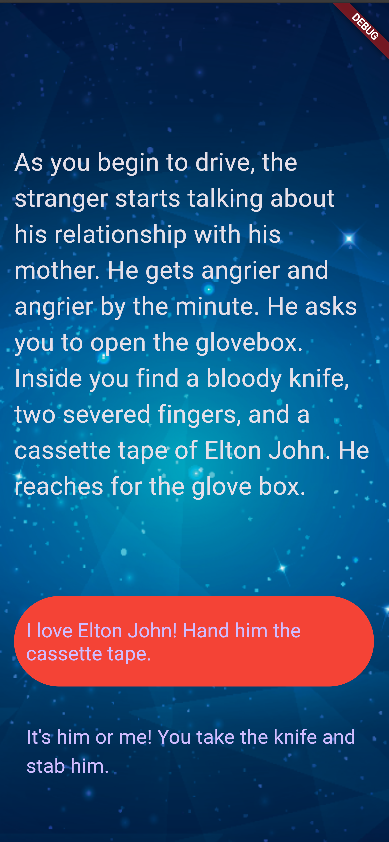 DEBUG
As you begin to drive, the
stranger starts talking about
his relationship with his
mother. He gets angrier and
angrier by the minute. He asks
you to open the glovebox.
Inside you find a bloody knife,
two severed fingers, and a
cassette tape of Elton John. He
reaches for the glove box.
I love Elton John! Hand him the
cassette tape.
It's him or me! You take the knife and
stab him.